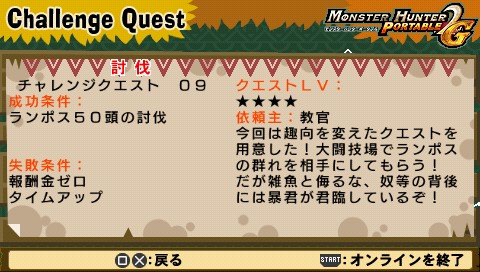 Challenge Quest
MONSTER HUNTER
PORTABLE 2 G
討伐
チャレンジクエスト 09
成功条件：
ランポス50頭の討伐
失敗条件：
報酬金ゼロ
タイムアップ
クエストLV：
★★★★
依頼主：教官
今回は趣向を変えたクエストを
用意した！大闘技場でランポス
の群れを相手にしてもらう！
だが雑魚と侮るな、奴等の背後
には暴君が君臨しているぞ！
□×：戻る
START：オンラインを終了